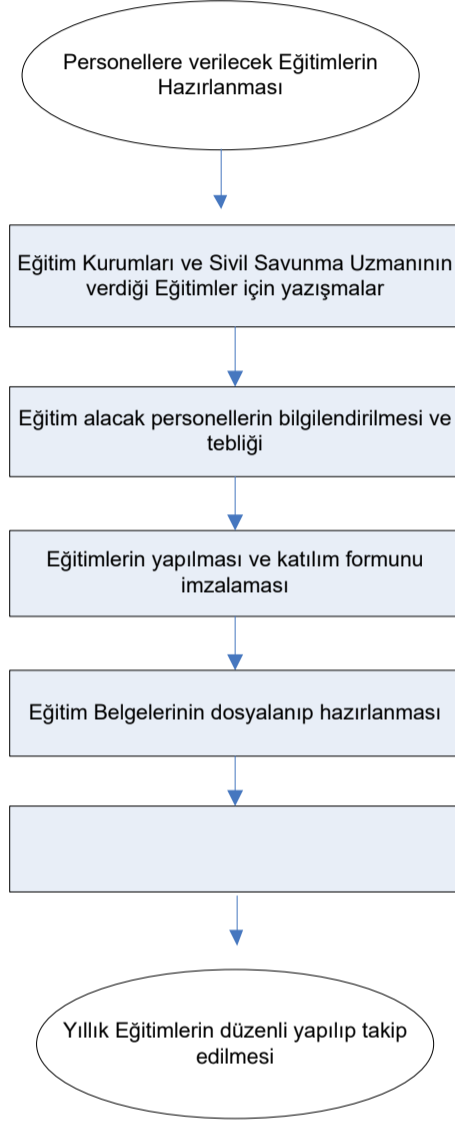 Personellere verilecek Eğitimlerin
Hazırlanması
Eğitim Kurumları ve Sivil Savunma Uzmanının
verdiği Eğitimler için yazışmalar
Eğitim alacak personellerin bilgilendirilmesi ve
tebliği
Eğitimlerin yapılması ve katılım formunu
imzalaması
Eğitim Belgelerinin dosyalanıp hazırlanması
Yıllık Eğitimlerin düzenli yapılıp takip
edilmesi